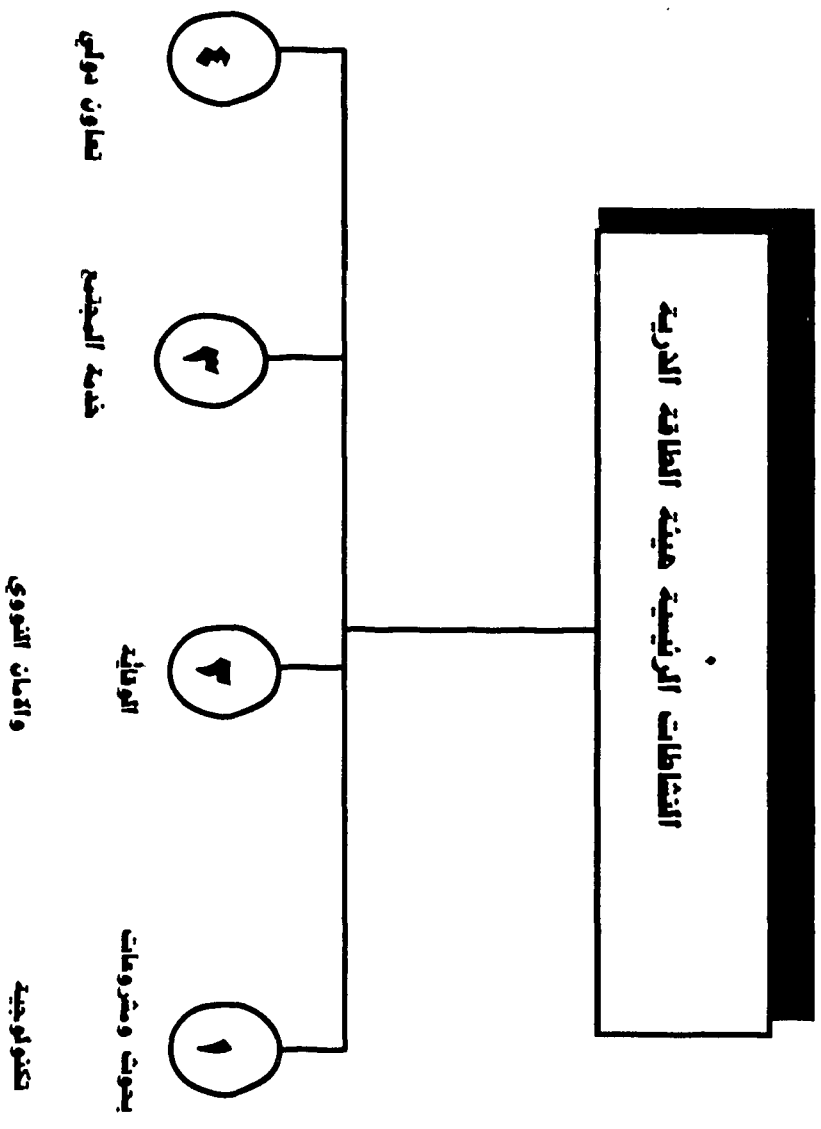 النشاطات الرئيسية هيئة الطاقة الذرية
١
بحوث ومشروعات
تكنولوجية
٢
الوقاية
والأمان النووي
٣
خدمة المجتمع
٤
تعاون دولي